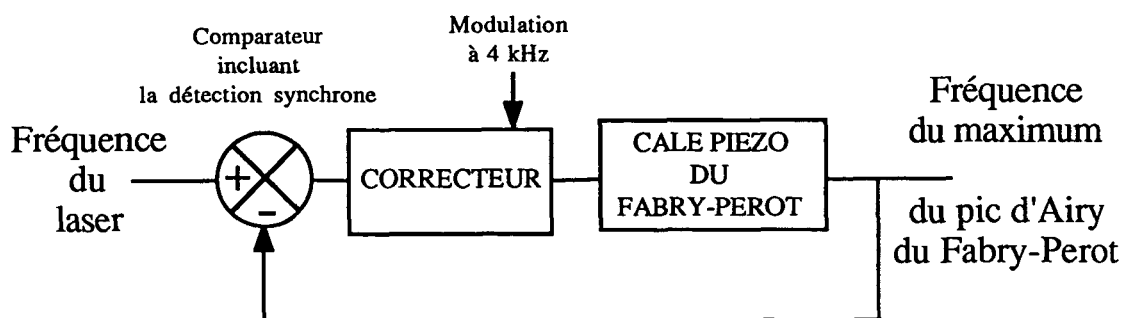 Comparateur
incluant
la détection synchrone
Modulation
à 4 kHz
Fréquence
du
laser
+
-
CORRECTEUR
CALE PIEZO
DU
FABRY-PEROT
Fréquence
du maximum
du pic d'Airy
du Fabry-Perot